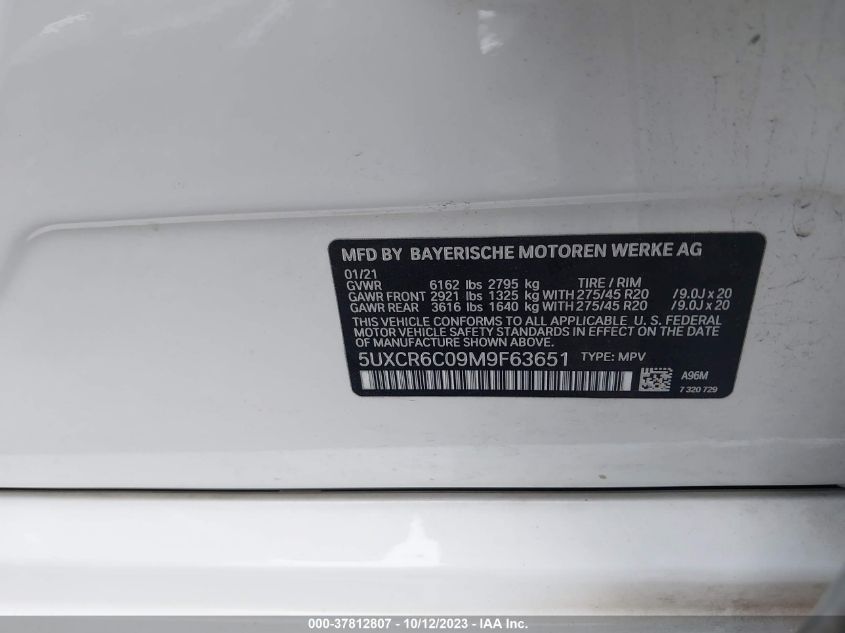 MFD BY BAYERISCHE MOTOREN WERKE AG
01/21
GVWR 6162 lbs 2795 kg TIRE / RIM
GAWR FRONT 2921 lbs 1325 kg WITH 275/45 R20 / 9.0J x 20
GAWR REAR 3616 lbs 1640 kg WITH 275/45 R20 / 9.0J x 20
THIS VEHICLE CONFORMS TO ALL APPLICABLE U. S. FEDERAL
MOTOR VEHICLE SAFETY STANDARDS IN EFFECT ON THE DATE
OF MANUFACTURE SHOWN ABOVE.
5UXCR6C09M9F63651 TYPE: MPV
A96M
7 320 729
000-37812807 - 10/12/2023 - IMAGE COPYRIGHT IAA, LLC.